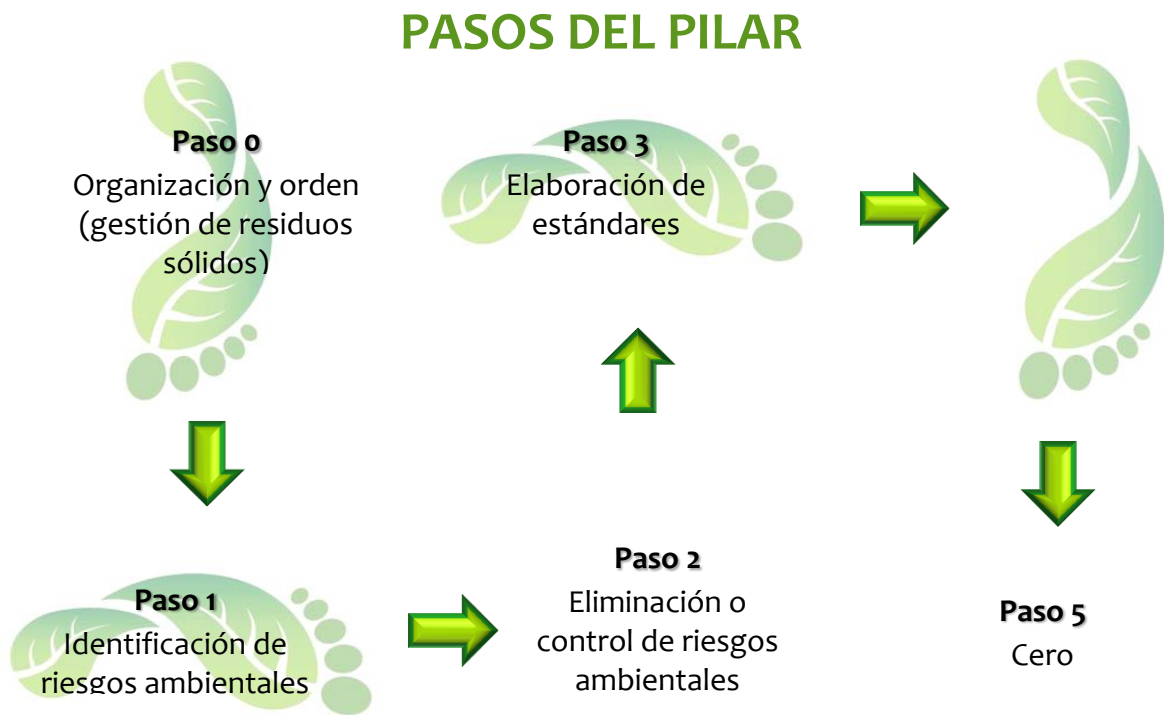 PASOS DEL PILAR
Paso 0
Organización y orden
(gestión de residuos
sólidos)
Paso 1
Identificación de
riesgos ambientales
Paso 2
Eliminación o
control de riesgos
ambientales
Paso 3
Elaboración de
estándares
Paso 5
Cero